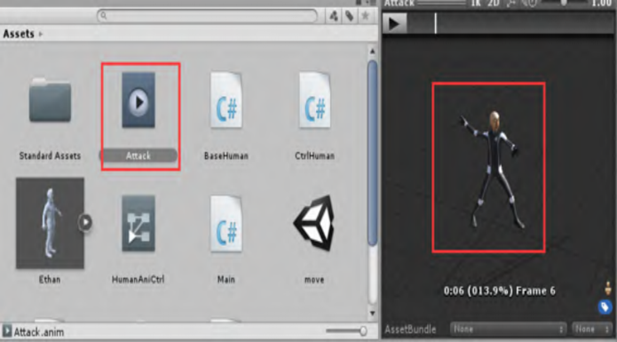 Attack
IK 2D 1.00
Assets
C# C#
Standard Assets Attack BaseHuman CtrlHuman
C#
Ethan HumanAniCtrl Main move
0:06 (013.9%) Frame 6
Attack.anim
AssetBundle None None